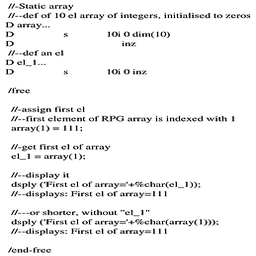 //-Static array
//--def of 10 el array of integers, initialised to zeros
D array...
D s 10i 0 dim(10)
D inz
//--def an el
D el_1...
D s 10i 0 inz
/free
//-assign first el
//--first element of RPG array is indexed with 1
array(1) = 111;
//-get first el of array
el_1 = array(1);
//--display it
dsply ('First el of array='+%char(el_1));
//--displays: First el of array=111
//---or shorter, without "el_1"
dsply ('First el of array='+%char(array(1)));
//--displays: First el of array=111
/end-free